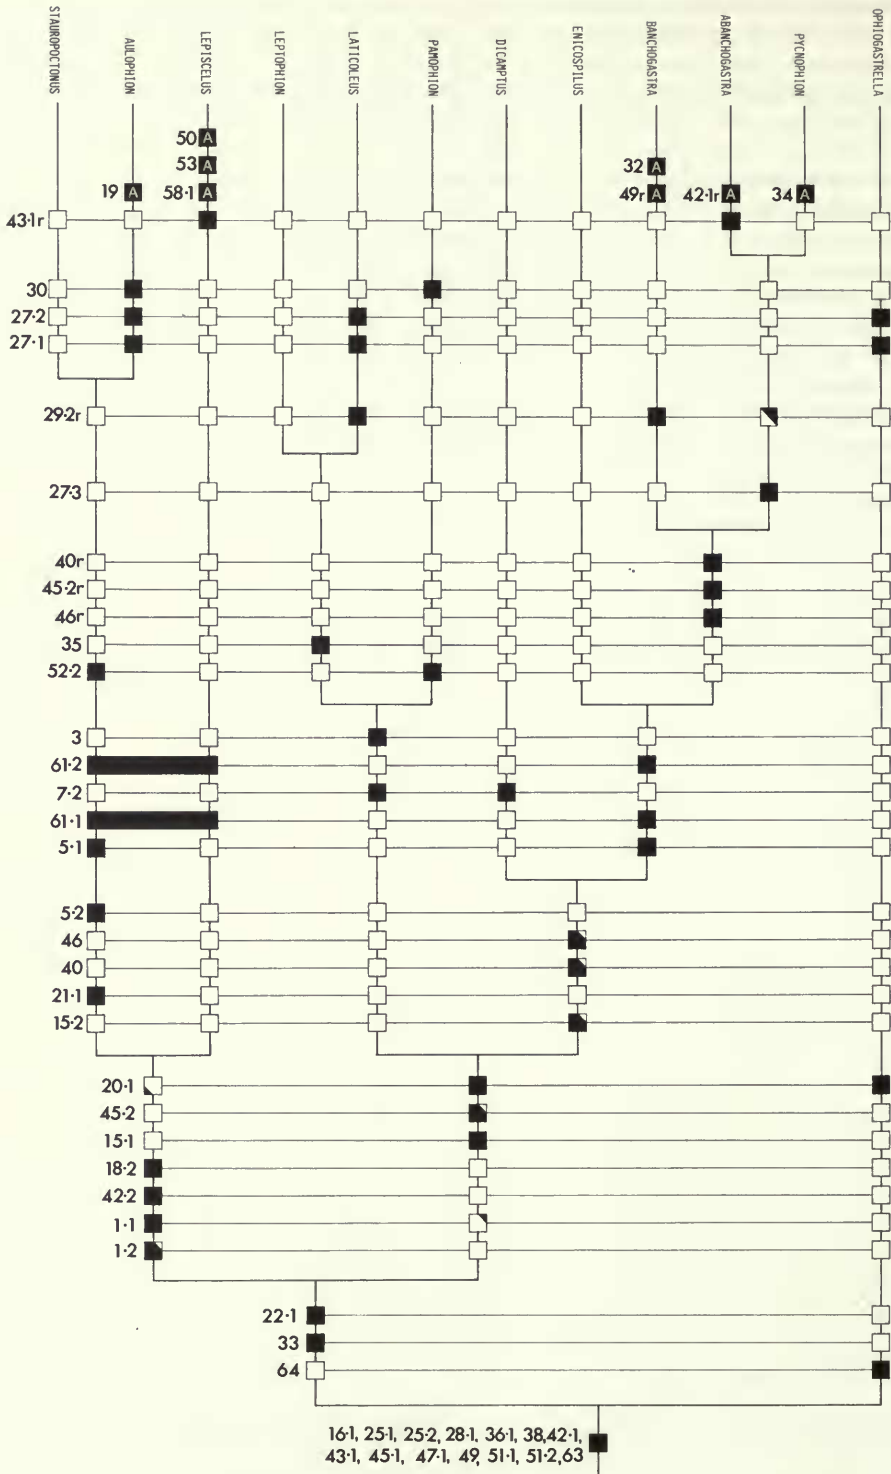 STAUROPOCTONUS
AULOPHION
LEPISCELUS
LEPTOPHION
LATICOLEUS
PAMOPHION
DICAMPTUS
ENICOSPILUS
BANCHOGASTRA
ABANCHOGASTRA
PYCNOPHION
OPHIOGASTRELLA
50 A
53 A
32 A
19 A
58·1 A
49r A
42·1r A
34 A
43·1r
30
27·2
27·1
29·2r
27·3
40r
45·2r
46r
35
52·2
3
61·2
7·2
61·1
5·1
5·2
46
40
21·1
15·2
20·1
45·2
15·1
18·2
42·2
1·1
1·2
22·1
33
64
16·1, 25·1, 25·2, 28·1, 36·1, 38, 42·1,
43·1, 45·1, 47·1, 49, 51·1, 51·2, 63